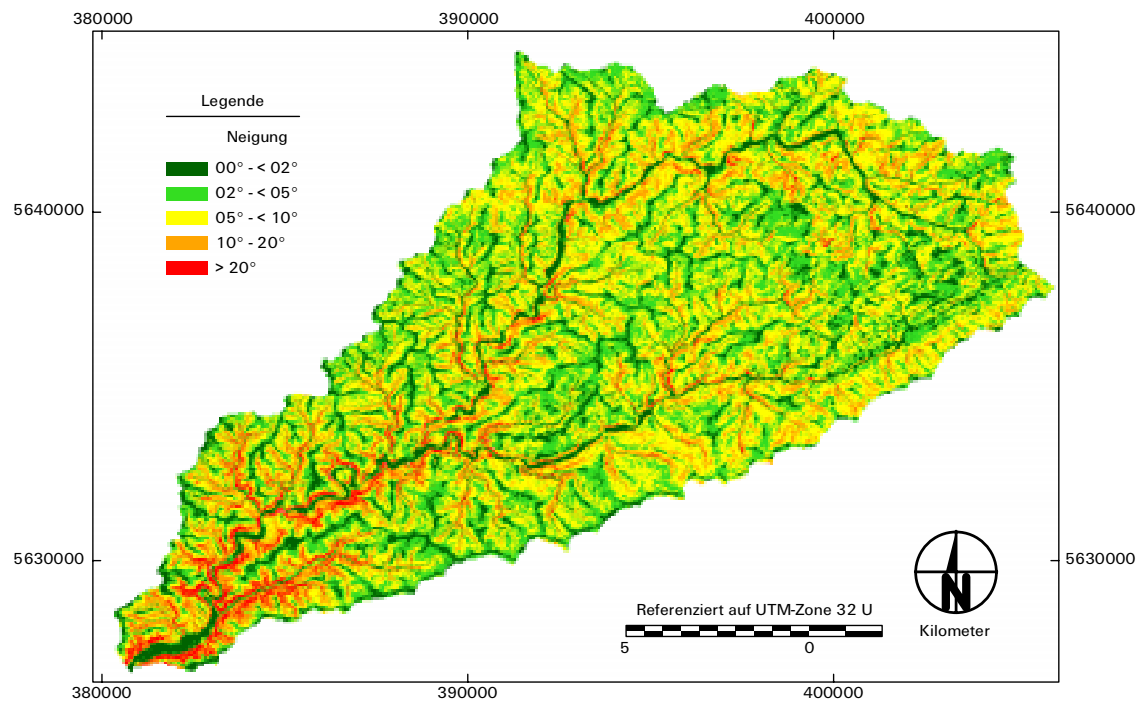 380000 390000 400000
Legende
Neigung
00° - < 02°
02° - < 05°
05° - < 10°
10° - 20°
> 20°
5640000 5640000
5630000 5630000
Referenziert auf UTM-Zone 32 U
5 0
N
Kilometer
380000 390000 400000